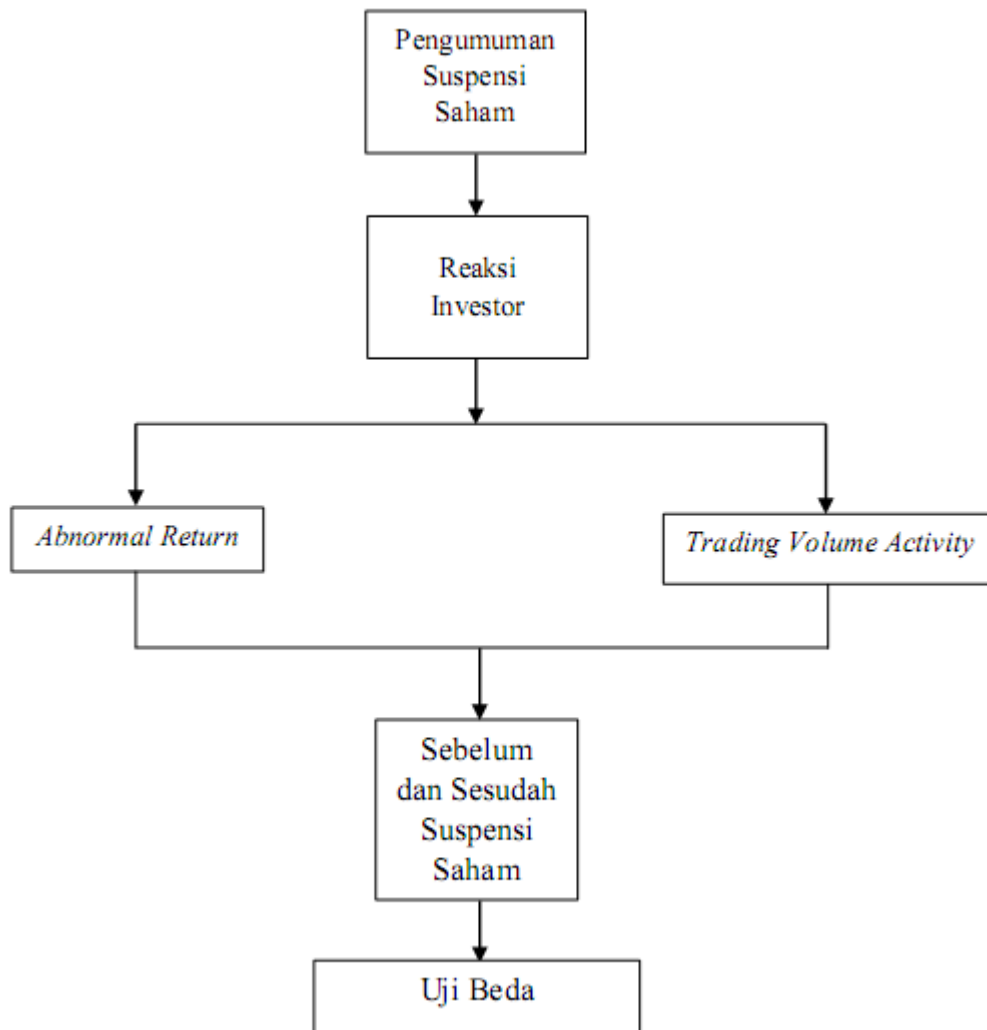 Pengumuman
Suspensi
Saham
Reaksi
Investor
Abnormal Return
Trading Volume Activity
Sebelum
dan Sesudah
Suspensi
Saham
Uji Beda